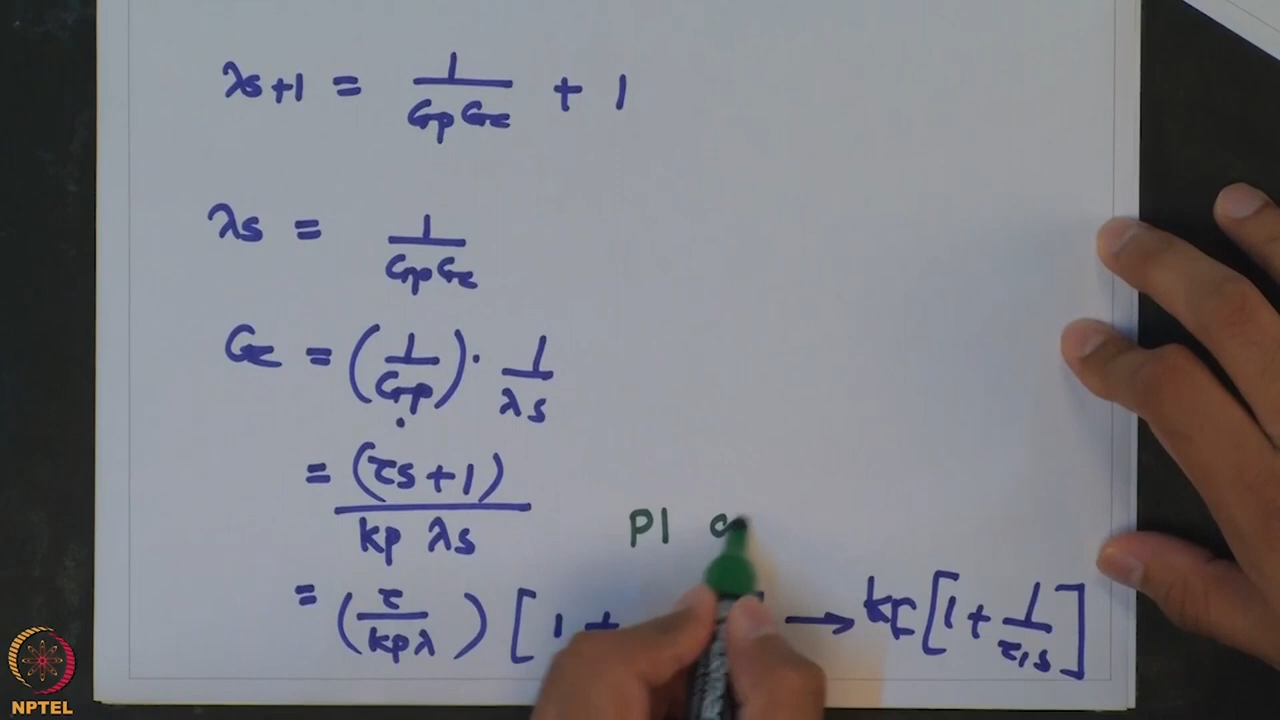 λs+1 = 1/GpGc + 1
λs = 1/GpGc
Gc = (1/Gp) · 1/λs
= (τs+1)/kp λs
PI
= (τ/kpλ) [1 + → kc[1 + 1/τIs]
NPTEL